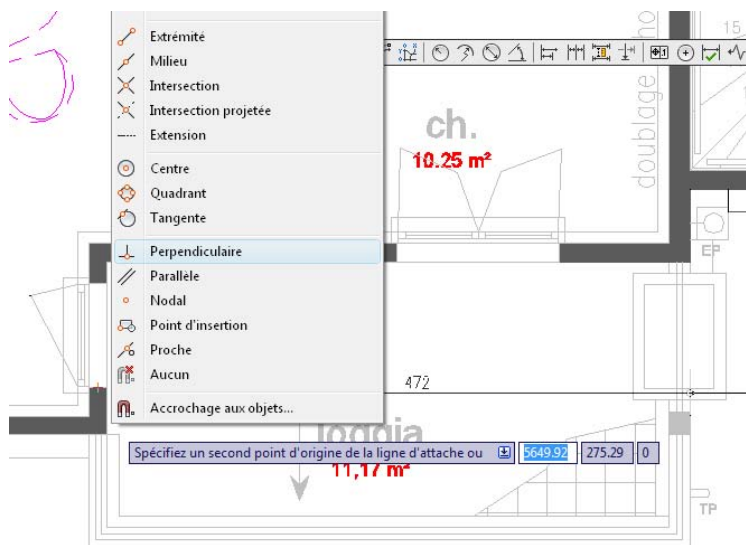 Extrémité
Milieu
Intersection
Intersection projetée
Extension
Centre
Quadrant
Tangente
Perpendiculaire
Parallèle
Nodal
Point d'insertion
Proche
Aucun
Accrochage aux objets...
ch.
10.25 m²
doublage
15
EP
472
loggia
Spécifiez un second point d'origine de la ligne d'attache ou 5649.92 275.29 0
11,17 m²
TP